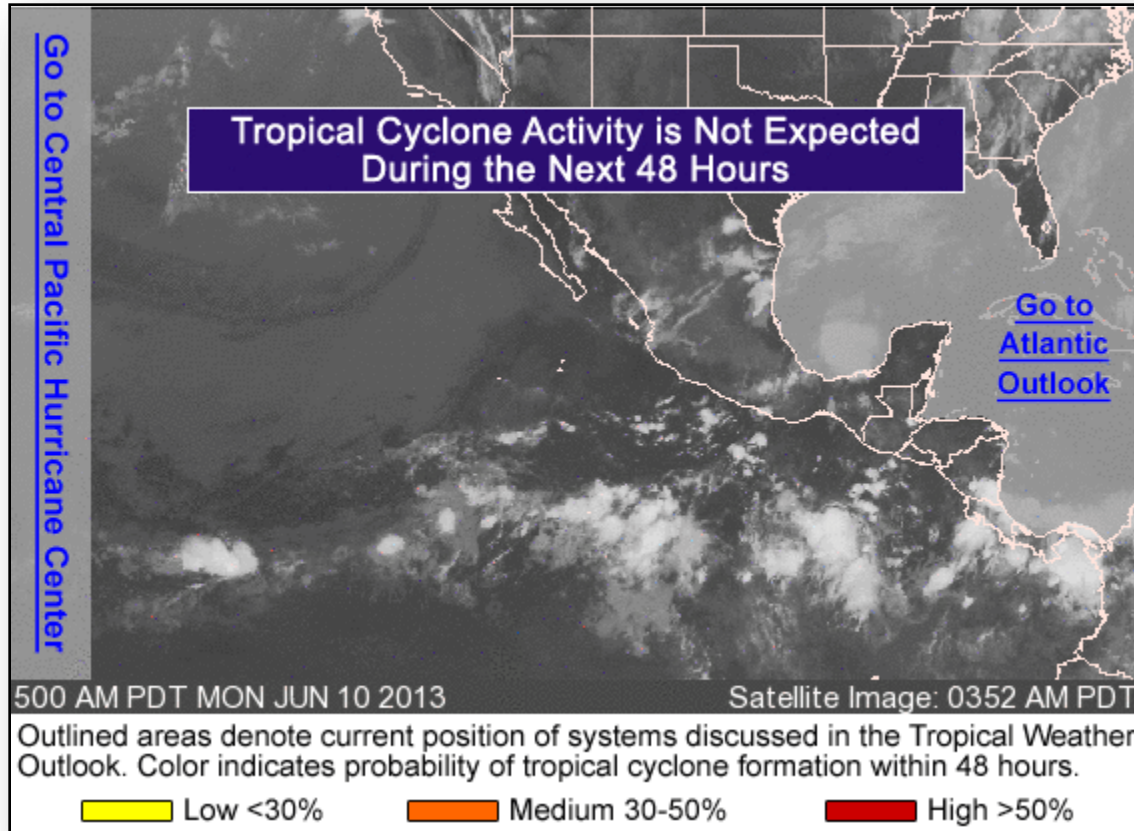 Go to Central Pacific Hurricane Center
Tropical Cyclone Activity is Not Expected
During the Next 48 Hours
Go to
Atlantic
Outlook
500 AM PDT MON JUN 10 2013
Satellite Image: 0352 AM PDT
Outlined areas denote current position of systems discussed in the Tropical Weather
Outlook. Color indicates probability of tropical cyclone formation within 48 hours.
Low <30%
Medium 30-50%
High >50%